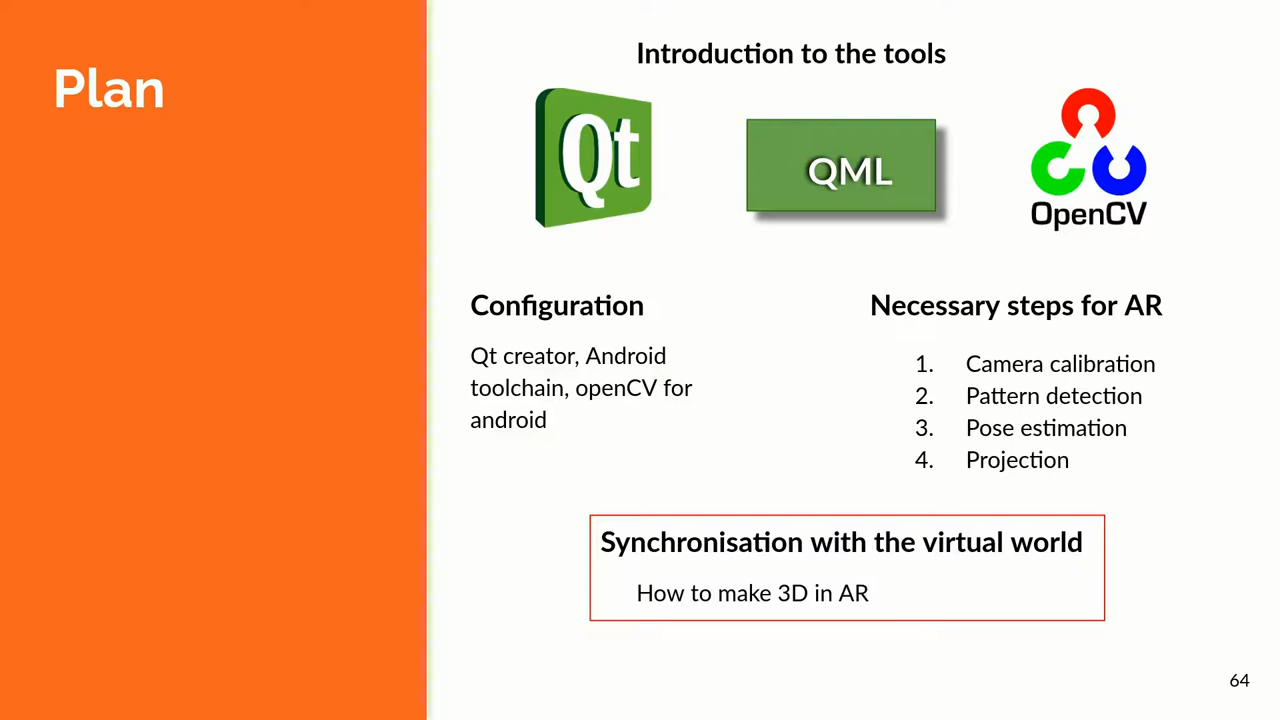 Plan
Introduction to the tools
Qt
QML
OpenCV
Configuration
Qt creator, Android
toolchain, openCV for
android
Necessary steps for AR
1. Camera calibration
2. Pattern detection
3. Pose estimation
4. Projection
Synchronisation with the virtual world
How to make 3D in AR
64